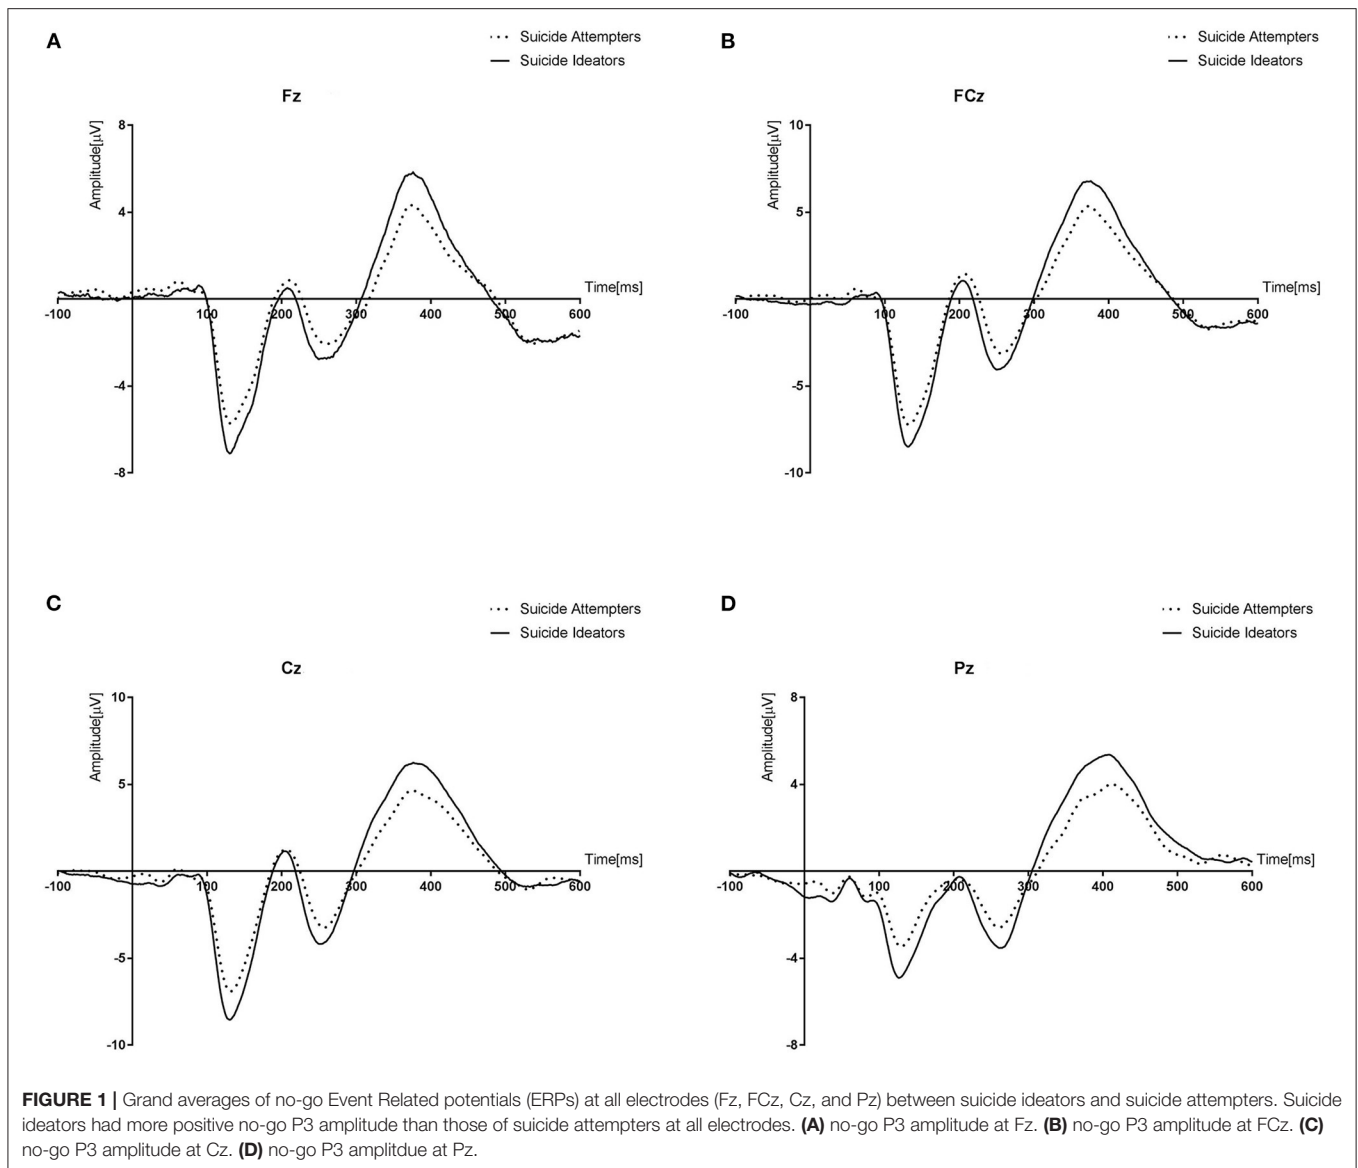 A
Suicide Attempters
Suicide Ideators
Fz
Amplitude[μV]
8
4
-4
-8
-100
100
200
300
400
500
600
Time[ms]
B
Suicide Attempters
Suicide Ideators
FCz
Amplitude[μV]
10
5
-5
-10
-100
100
200
300
400
500
600
Time[ms]
C
Suicide Attempters
Suicide Ideators
Cz
Amplitude[μV]
10
5
-5
-10
-100
100
200
300
400
500
600
Time[ms]
D
Suicide Attempters
Suicide Ideators
Pz
Amplitude[μV]
8
4
-4
-8
-100
100
200
300
400
500
600
Time[ms]
FIGURE 1 | Grand averages of no-go Event Related potentials (ERPs) at all electrodes (Fz, FCz, Cz, and Pz) between suicide ideators and suicide attempters. Suicide
ideators had more positive no-go P3 amplitude than those of suicide attempters at all electrodes. (A) no-go P3 amplitude at Fz. (B) no-go P3 amplitude at FCz. (C)
no-go P3 amplitude at Cz. (D) no-go P3 amplitdue at Pz.